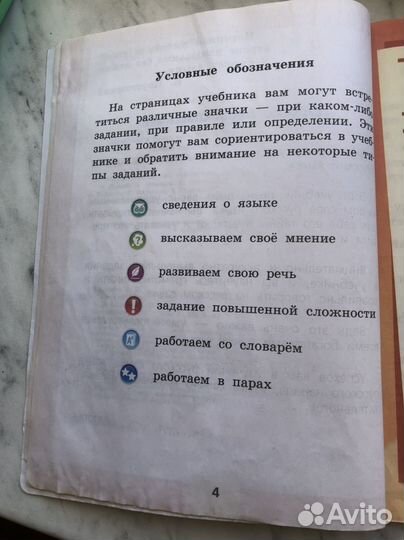 Условные обозначения
На страницах учебника вам могут встре-
титься различные значки — при каком-либо
задании, при правиле или определении. Эти
значки помогут вам сориентироваться в учеб-
нике и обратить внимание на некоторые ти-
пы заданий.
сведения о языке
высказываем своё мнение
развиваем свою речь
задание повышенной сложности
работаем со словарём
работаем в парах
4
Avito